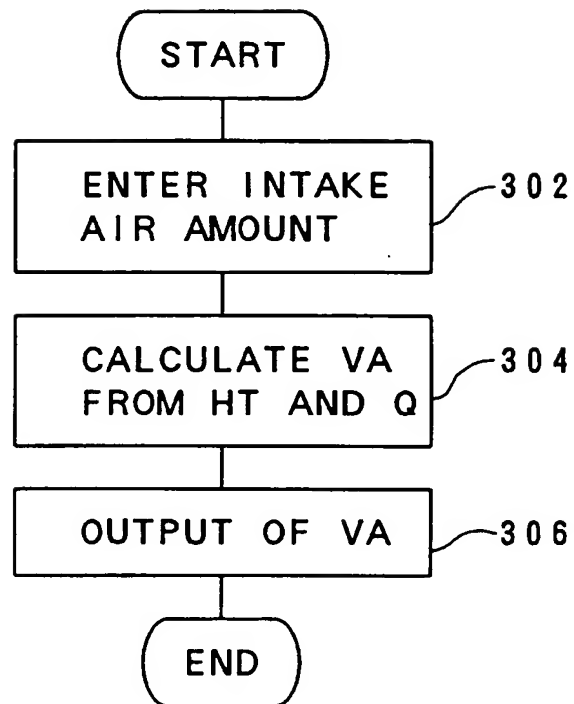 START
ENTER INTAKE
AIR AMOUNT
302
CALCULATE VA
FROM HT AND Q
304
OUTPUT OF VA
306
END